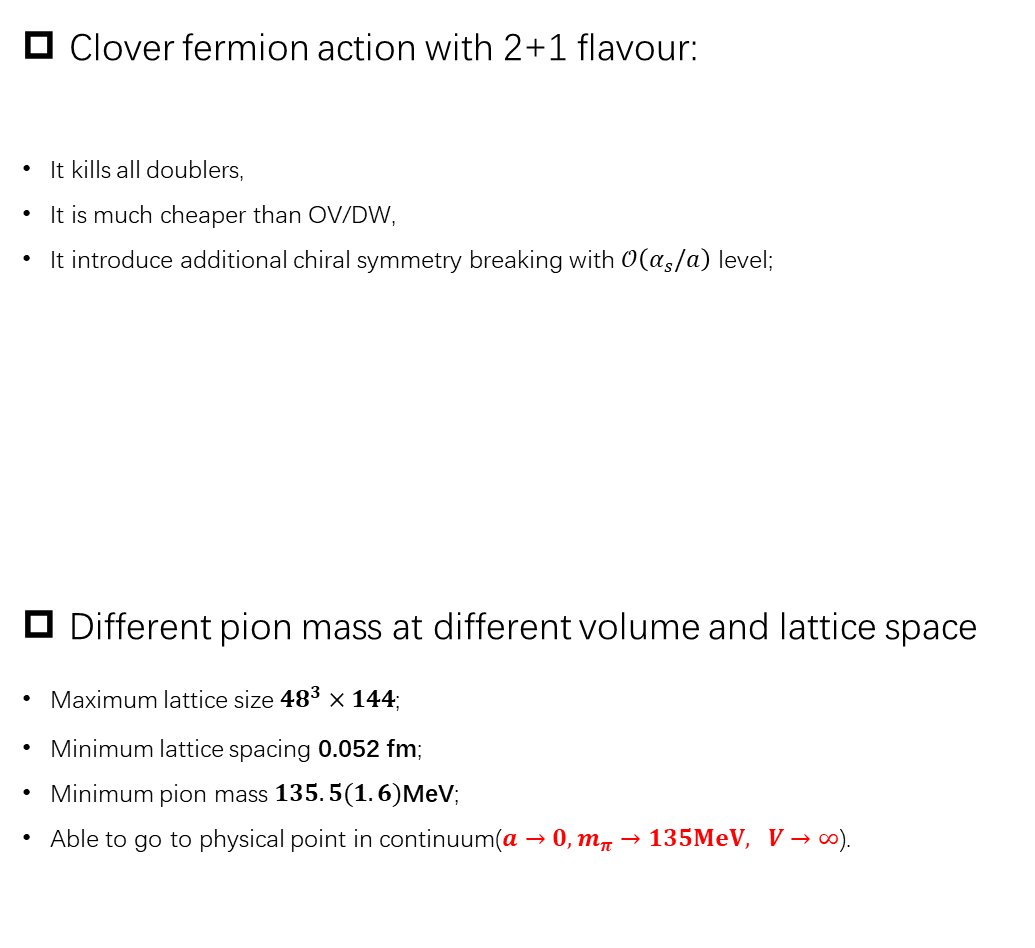 Clover fermion action with 2+1 flavour:
• It kills all doublers,
• It is much cheaper than OV/DW,
• It introduce additional chiral symmetry breaking with 𝒪(α_s/a) level;
Different pion mass at different volume and lattice space
• Maximum lattice size 48³ × 144;
• Minimum lattice spacing 0.052 fm;
• Minimum pion mass 135.5(1.6)MeV;
• Able to go to physical point in continuum(a → 0, m_π → 135MeV, V → ∞).